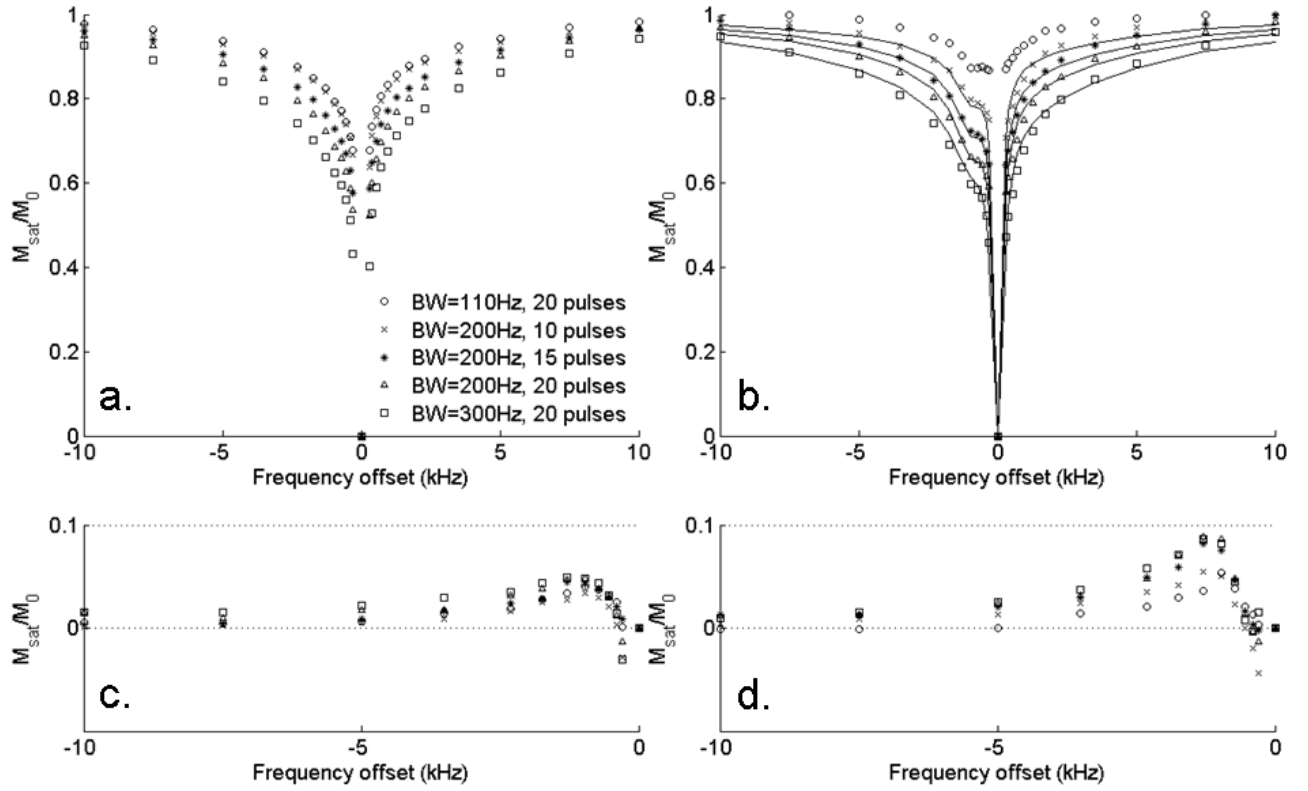 1
0.8
0.6
0.4
0.2
0
M_sat/M_0
-10
-5
0
5
10
Frequency offset (kHz)
BW=110Hz, 20 pulses
BW=200Hz, 10 pulses
BW=200Hz, 15 pulses
BW=200Hz, 20 pulses
BW=300Hz, 20 pulses
a.
1
0.8
0.6
0.4
0.2
0
M_sat/M_0
-10
-5
0
5
10
Frequency offset (kHz)
b.
0.1
0
M_sat/M_0
-10
-5
0
Frequency offset (kHz)
c.
0.1
0
M_sat/M_0
-10
-5
0
Frequency offset (kHz)
d.